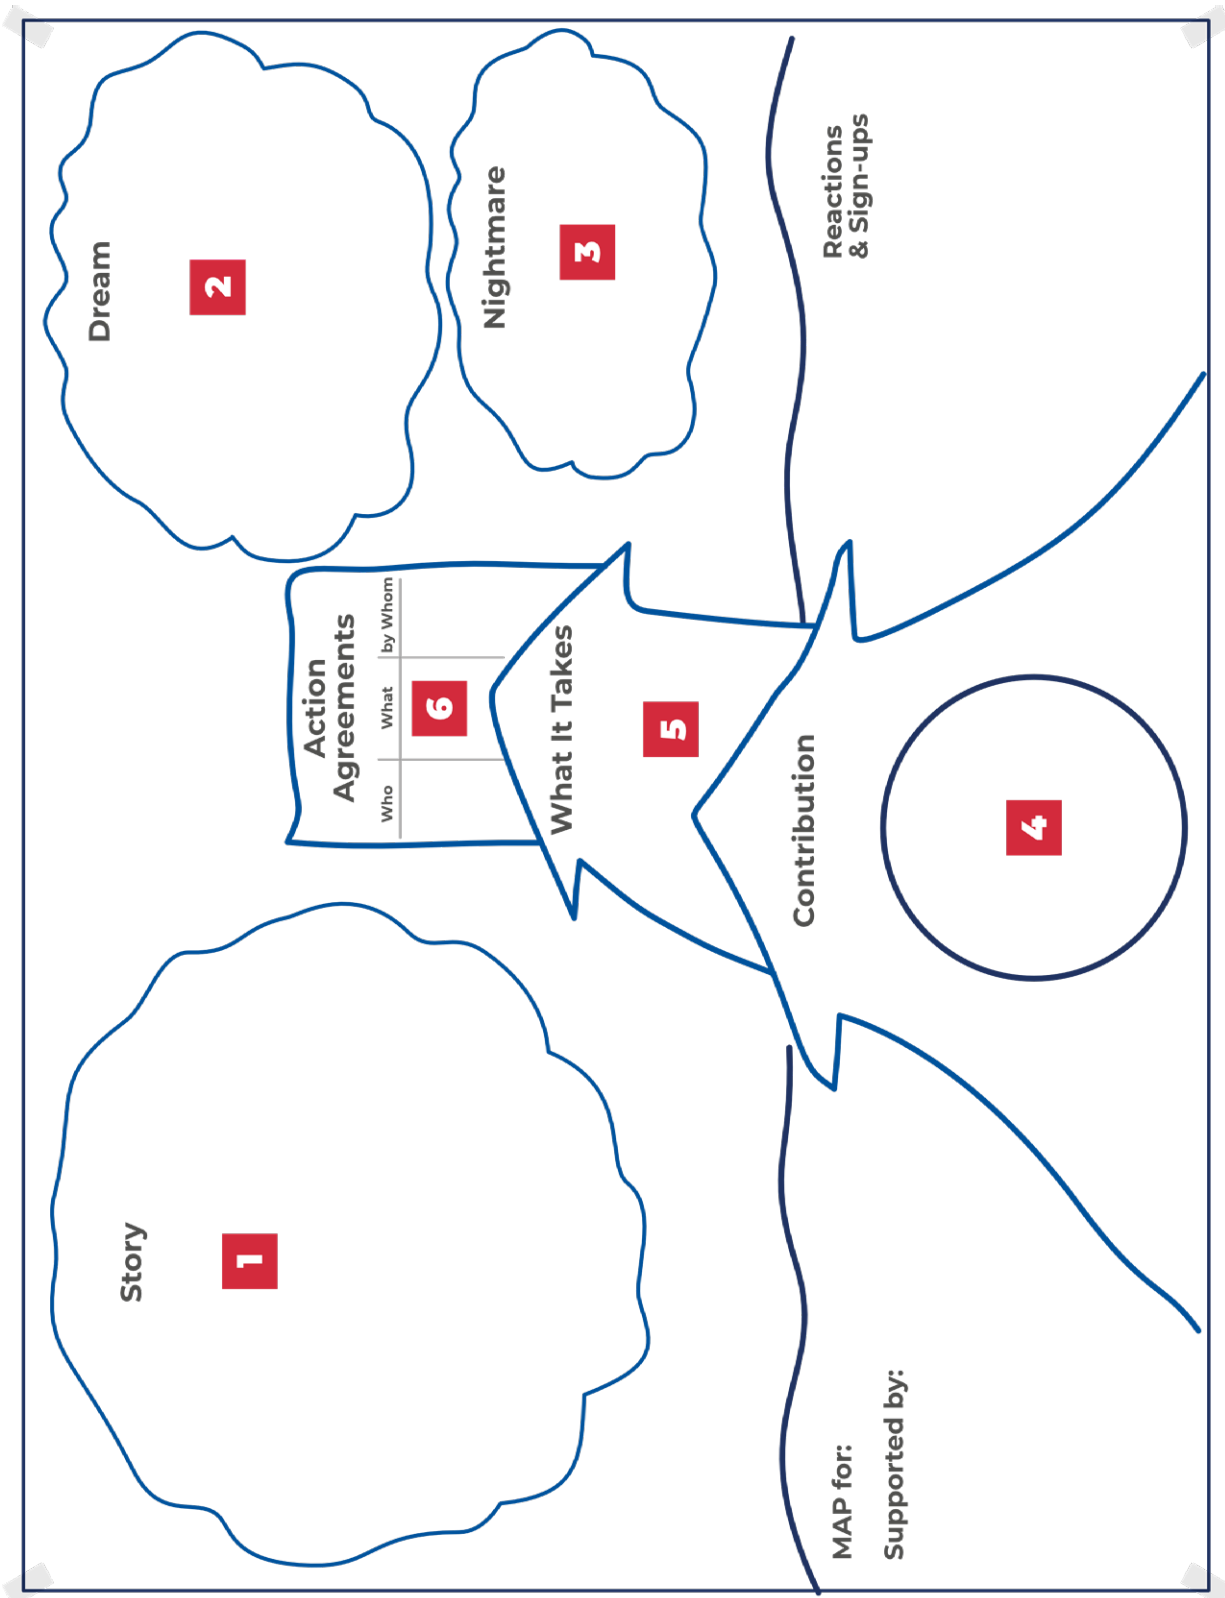 Story
1
Dream
2
Nightmare
3
Action
Agreements
Who What by Whom
6
What It Takes
5
Contribution
4
MAP for:
Supported by:
Reactions
& Sign-ups